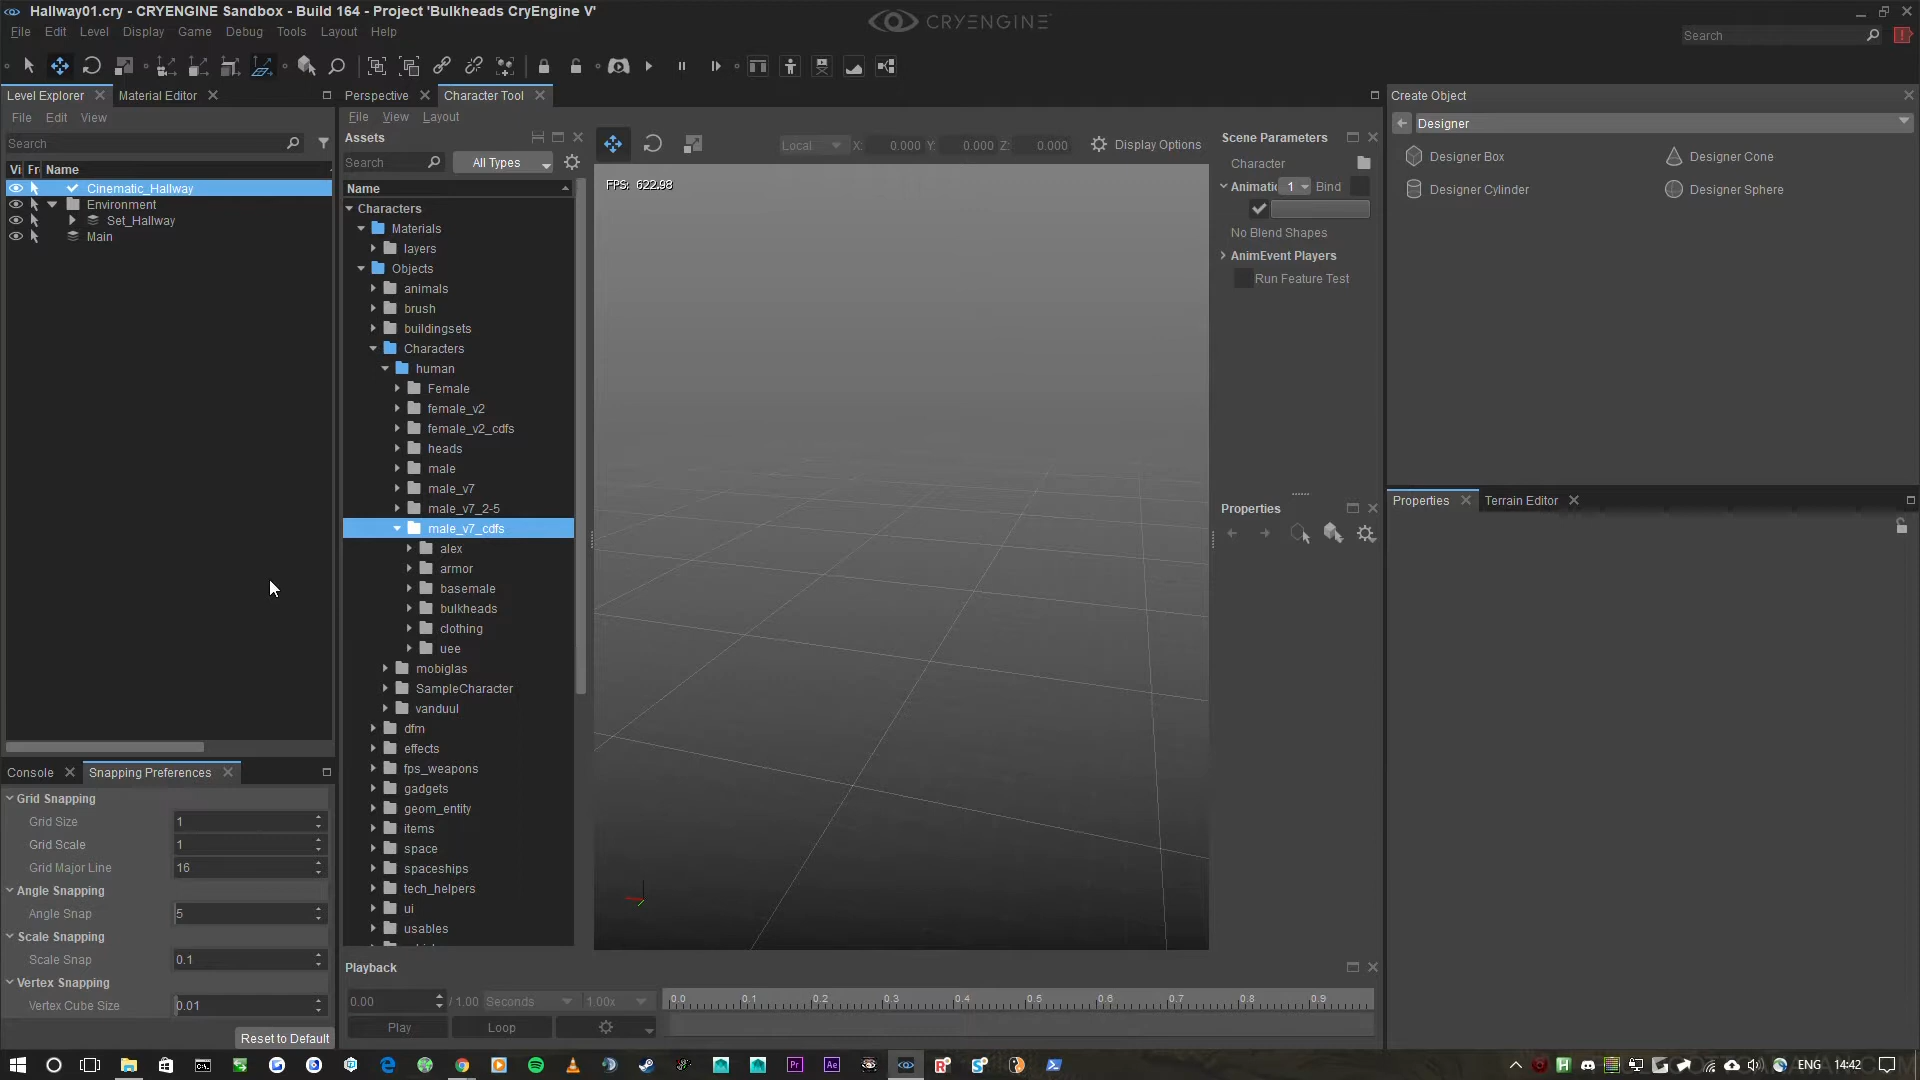 Hallway01.cry - CRYENGINE Sandbox - Build 164 - Project 'Bulkheads CryEngine V'
CRYENGINE
File Edit Level Display Game Debug Tools Layout Help
Search
Level Explorer
Material Editor
File Edit View
Search
Vi Fr Name
Cinematic_Hallway
Environment
Set_Hallway
Main
Console
Snapping Preferences
Grid Snapping
Grid Size 1
Grid Scale 1
Grid Major Line 16
Angle Snapping
Angle Snap 5
Scale Snapping
Scale Snap 0.1
Vertex Snapping
Vertex Cube Size 0.01
Reset to Default
Perspective
Character Tool
File View Layout
Assets
Search
All Types
Name
Characters
Materials
layers
Objects
animals
brush
buildingsets
Characters
human
Female
female_v2
female_v2_cdfs
heads
male
male_v7
male_v7_2-5
male_v7_cdfs
alex
armor
basemale
bulkheads
clothing
uee
mobiglas
SampleCharacter
vanduul
dfm
effects
fps_weapons
gadgets
geom_entity
items
space
spaceships
tech_helpers
ui
usables
Local X: 0.000 Y: 0.000 Z: 0.000 Display Options
FPS: 622.98
Scene Parameters
Character
Animatic 1 Bind
No Blend Shapes
AnimEvent Players
Run Feature Test
Properties
Playback
0.00 / 1.00 Seconds 1.00x
0.0 0.1 0.2 0.3 0.4 0.5 0.6 0.7 0.8 0.9
Play Loop
Create Object
Designer
Designer Box
Designer Cone
Designer Cylinder
Designer Sphere
Properties
Terrain Editor
ENG 14:42